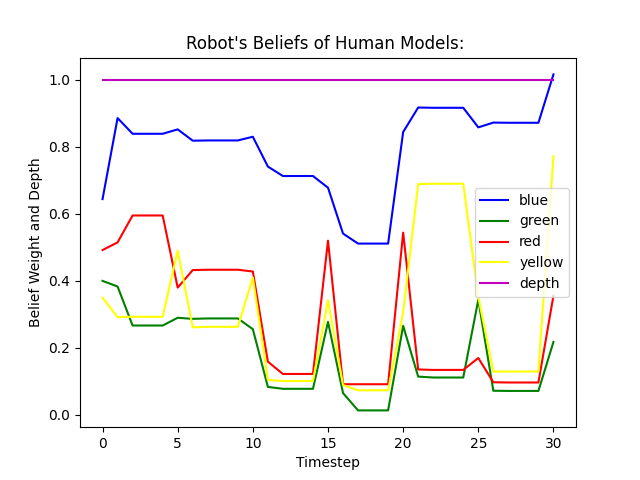 Robot's Beliefs of Human Models:
1.0
0.8
0.6
0.4
0.2
0.0
Belief Weight and Depth
blue
green
red
yellow
depth
0 5 10 15 20 25 30
Timestep